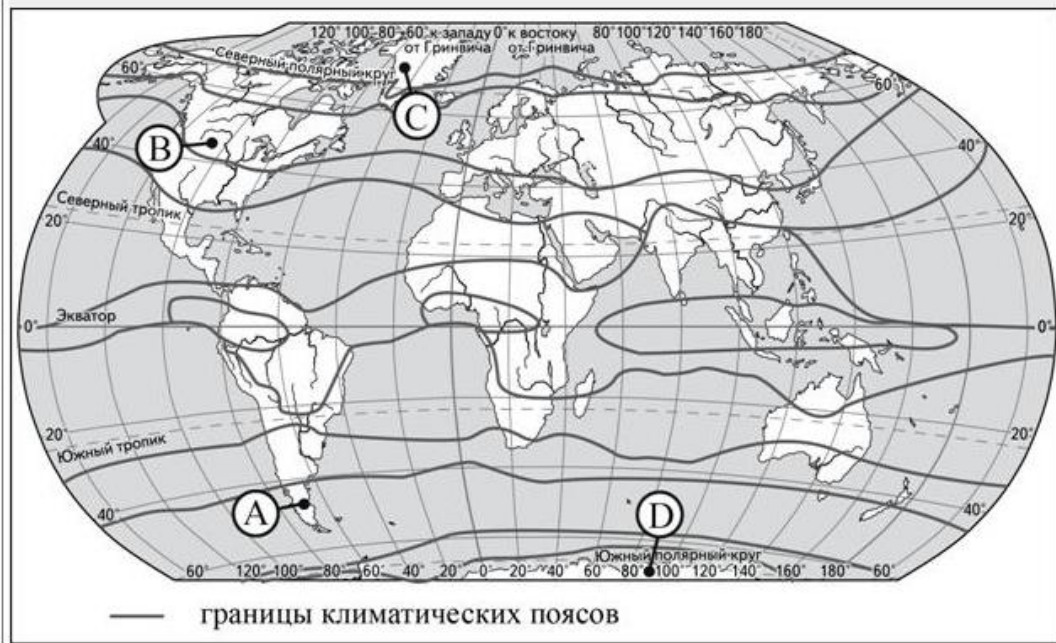 120° 100° 80° 60° к западу 0° к востоку 80° 100° 120° 140° 160° 180°
от Гринвича от Гринвича
Северный полярный круг
60° 60°
C
B
40° 40°
Северный тропик
20° 20°
Экватор
0° 0°
20° 20°
Южный тропик
A
D
40° 40°
Южный полярный круг
60° 120° 100° 80° 60° 40° 20° 0° 20° 40° 60° 80° 100° 120° 140° 160° 60°
границы климатических поясов